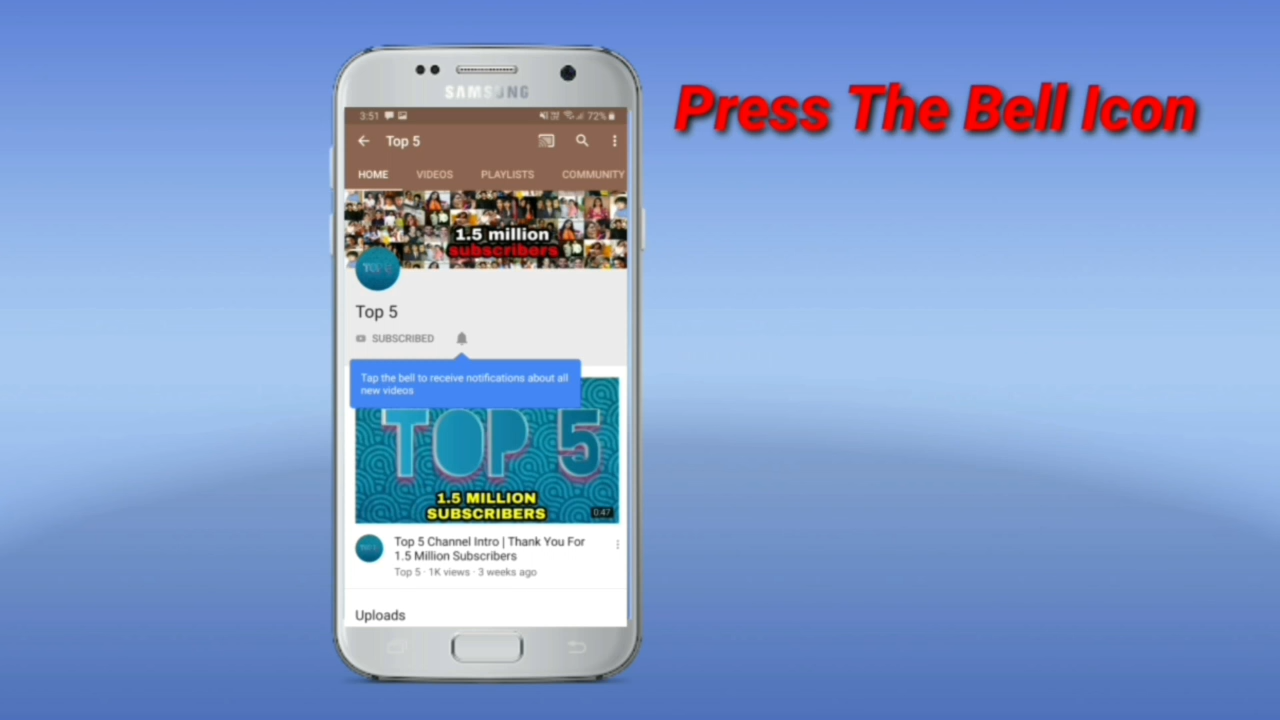 Press The Bell Icon
SAMSUNG
3:51 72%
Top 5
HOME VIDEOS PLAYLISTS COMMUNITY
1.5 million
subscribers
TOP 5
Top 5
SUBSCRIBED
Tap the bell to receive notifications about all
new videos
TOP 5
1.5 MILLION
SUBSCRIBERS
0:47
Top 5 Channel Intro | Thank You For
1.5 Million Subscribers
Top 5 · 1K views · 3 weeks ago
Uploads